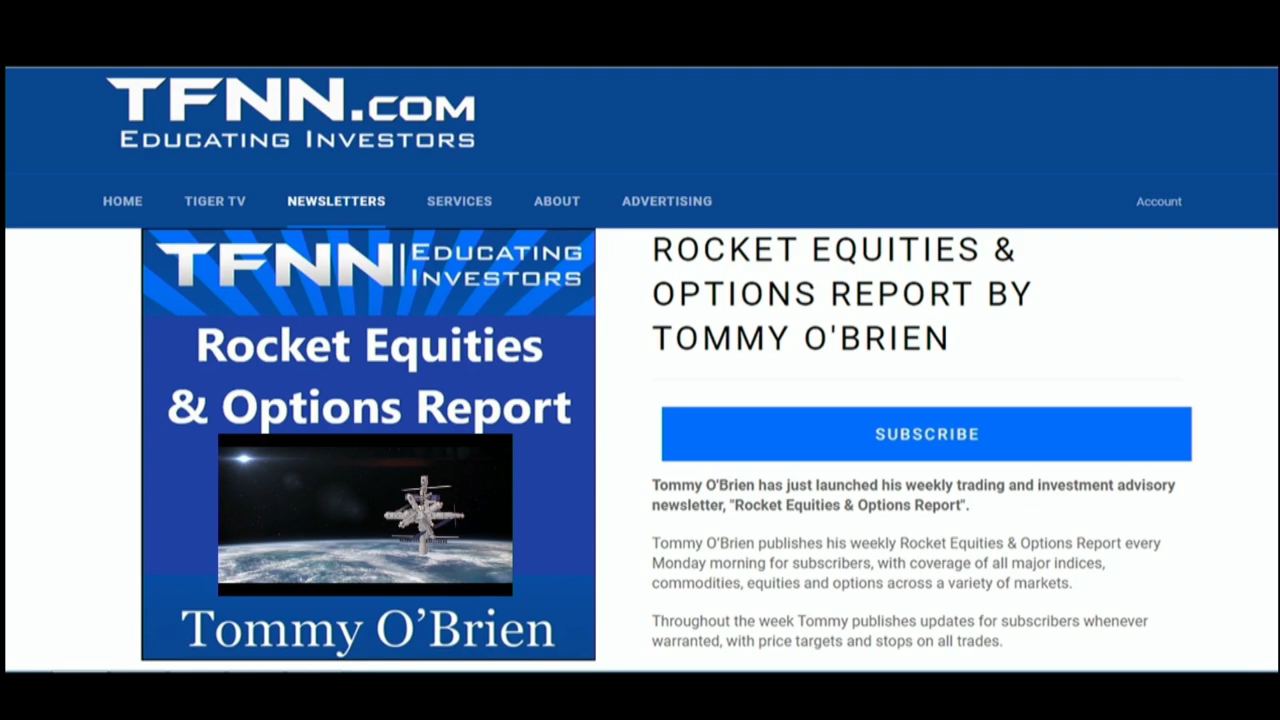 TFNN.COM
EDUCATING INVESTORS
HOME TIGER TV NEWSLETTERS SERVICES ABOUT ADVERTISING Account
TFNN EDUCATING
INVESTORS
Rocket Equities
& Options Report
Tommy O’Brien
ROCKET EQUITIES &
OPTIONS REPORT BY
TOMMY O'BRIEN
SUBSCRIBE
Tommy O'Brien has just launched his weekly trading and investment advisory
newsletter, "Rocket Equities & Options Report".
Tommy O'Brien publishes his weekly Rocket Equities & Options Report every
Monday morning for subscribers, with coverage of all major indices,
commodities, equities and options across a variety of markets.
Throughout the week Tommy publishes updates for subscribers whenever
warranted, with price targets and stops on all trades.